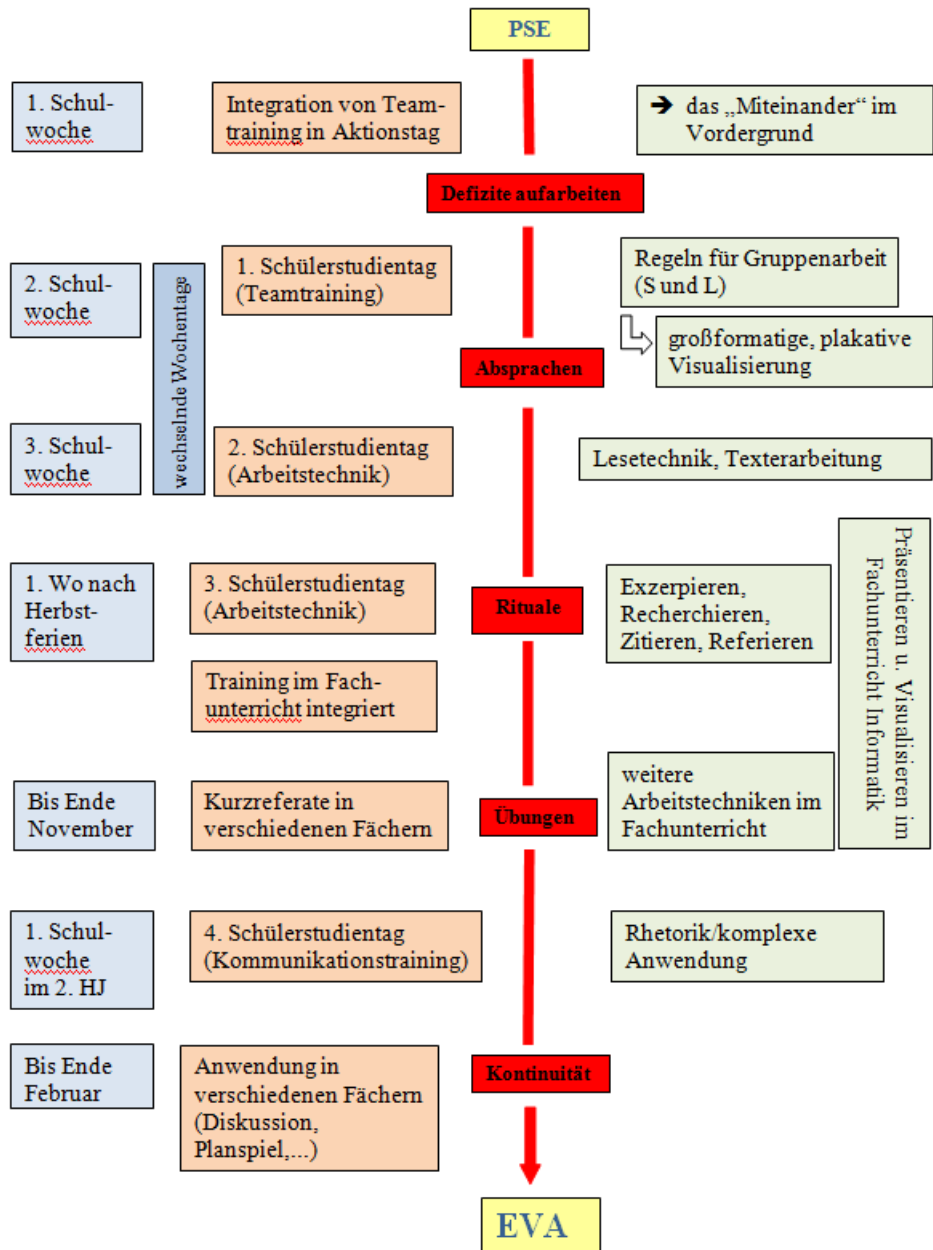 PSE
1. Schul-
woche
Integration von Team-
training in Aktionstag
➔ das „Miteinander“ im
Vordergrund
Defizite aufarbeiten
2. Schul-
woche
wechselnde Wochentage
1. Schülerstudientag
(Teamtraining)
Regeln für Gruppenarbeit
(S und L)
großformatige, plakative
Visualisierung
Absprachen
3. Schul-
woche
2. Schülerstudientag
(Arbeitstechnik)
Lesetechnik, Texterarbeitung
1. Wo nach
Herbst-
ferien
3. Schülerstudientag
(Arbeitstechnik)
Rituale
Exzerpieren,
Recherchieren,
Zitieren, Referieren
Präsentieren u. Visualisieren im
Fachunterricht Informatik
Training im Fach-
unterricht integriert
Bis Ende
November
Kurzreferate in
verschiedenen Fächern
Übungen
weitere
Arbeitstechniken im
Fachunterricht
1. Schul-
woche
im 2. HJ
4. Schülerstudientag
(Kommunikationstraining)
Rhetorik/komplexe
Anwendung
Bis Ende
Februar
Anwendung in
verschiedenen Fächern
(Diskussion,
Planspiel,...)
Kontinuität
EVA